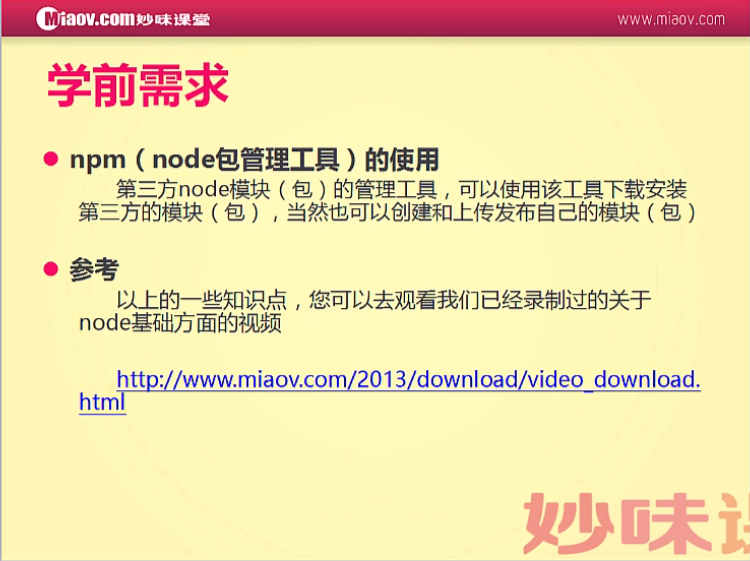 Miaov.com妙味课堂
www.miaov.com
学前需求
npm（node包管理工具）的使用
第三方node模块（包）的管理工具，可以使用该工具下载安装
第三方的模块（包），当然也可以创建和上传发布自己的模块（包）
参考
以上的一些知识点，您可以去观看我们已经录制过的关于
node基础方面的视频
http://www.miaov.com/2013/download/video_download.
html
妙味课